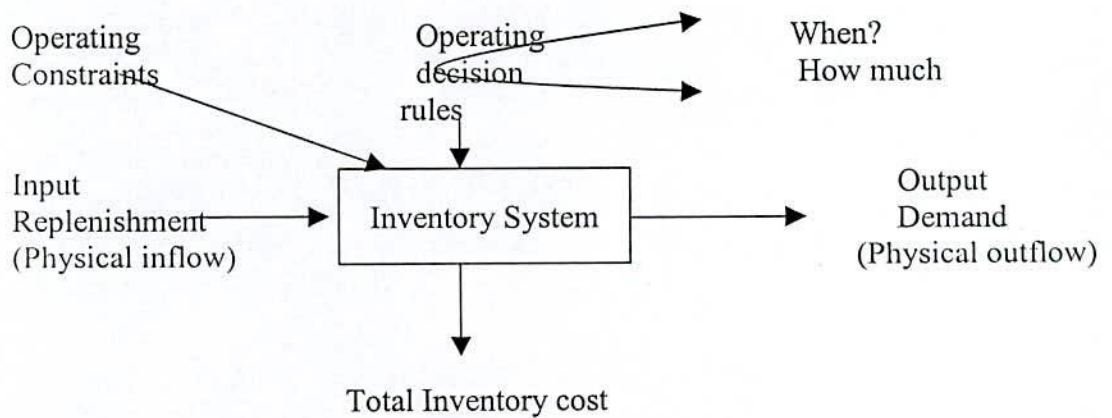 Operating
Constraints
Operating
decision
rules
When?
How much
Input
Replenishment
(Physical inflow)
Inventory System
Output
Demand
(Physical outflow)
Total Inventory cost